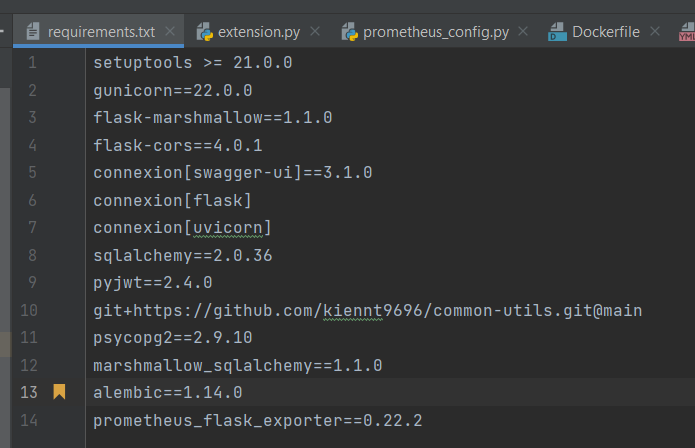 requirements.txt extension.py prometheus_config.py Dockerfile YML
1 setuptools >= 21.0.0
2 gunicorn==22.0.0
3 flask-marshmallow==1.1.0
4 flask-cors==4.0.1
5 connexion[swagger-ui]==3.1.0
6 connexion[flask]
7 connexion[uvicorn]
8 sqlalchemy==2.0.36
9 pyjwt==2.4.0
10 git+https://github.com/kiennt9696/common-utils.git@main
11 psycopg2==2.9.10
12 marshmallow_sqlalchemy==1.1.0
13 alembic==1.14.0
14 prometheus_flask_exporter==0.22.2